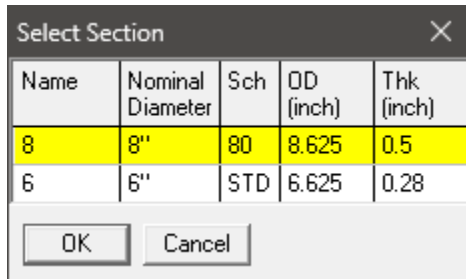 Select Section
Name Nominal Diameter Sch OD (inch) Thk (inch)
8 8" 80 8.625 0.5
6 6" STD 6.625 0.28
OK Cancel